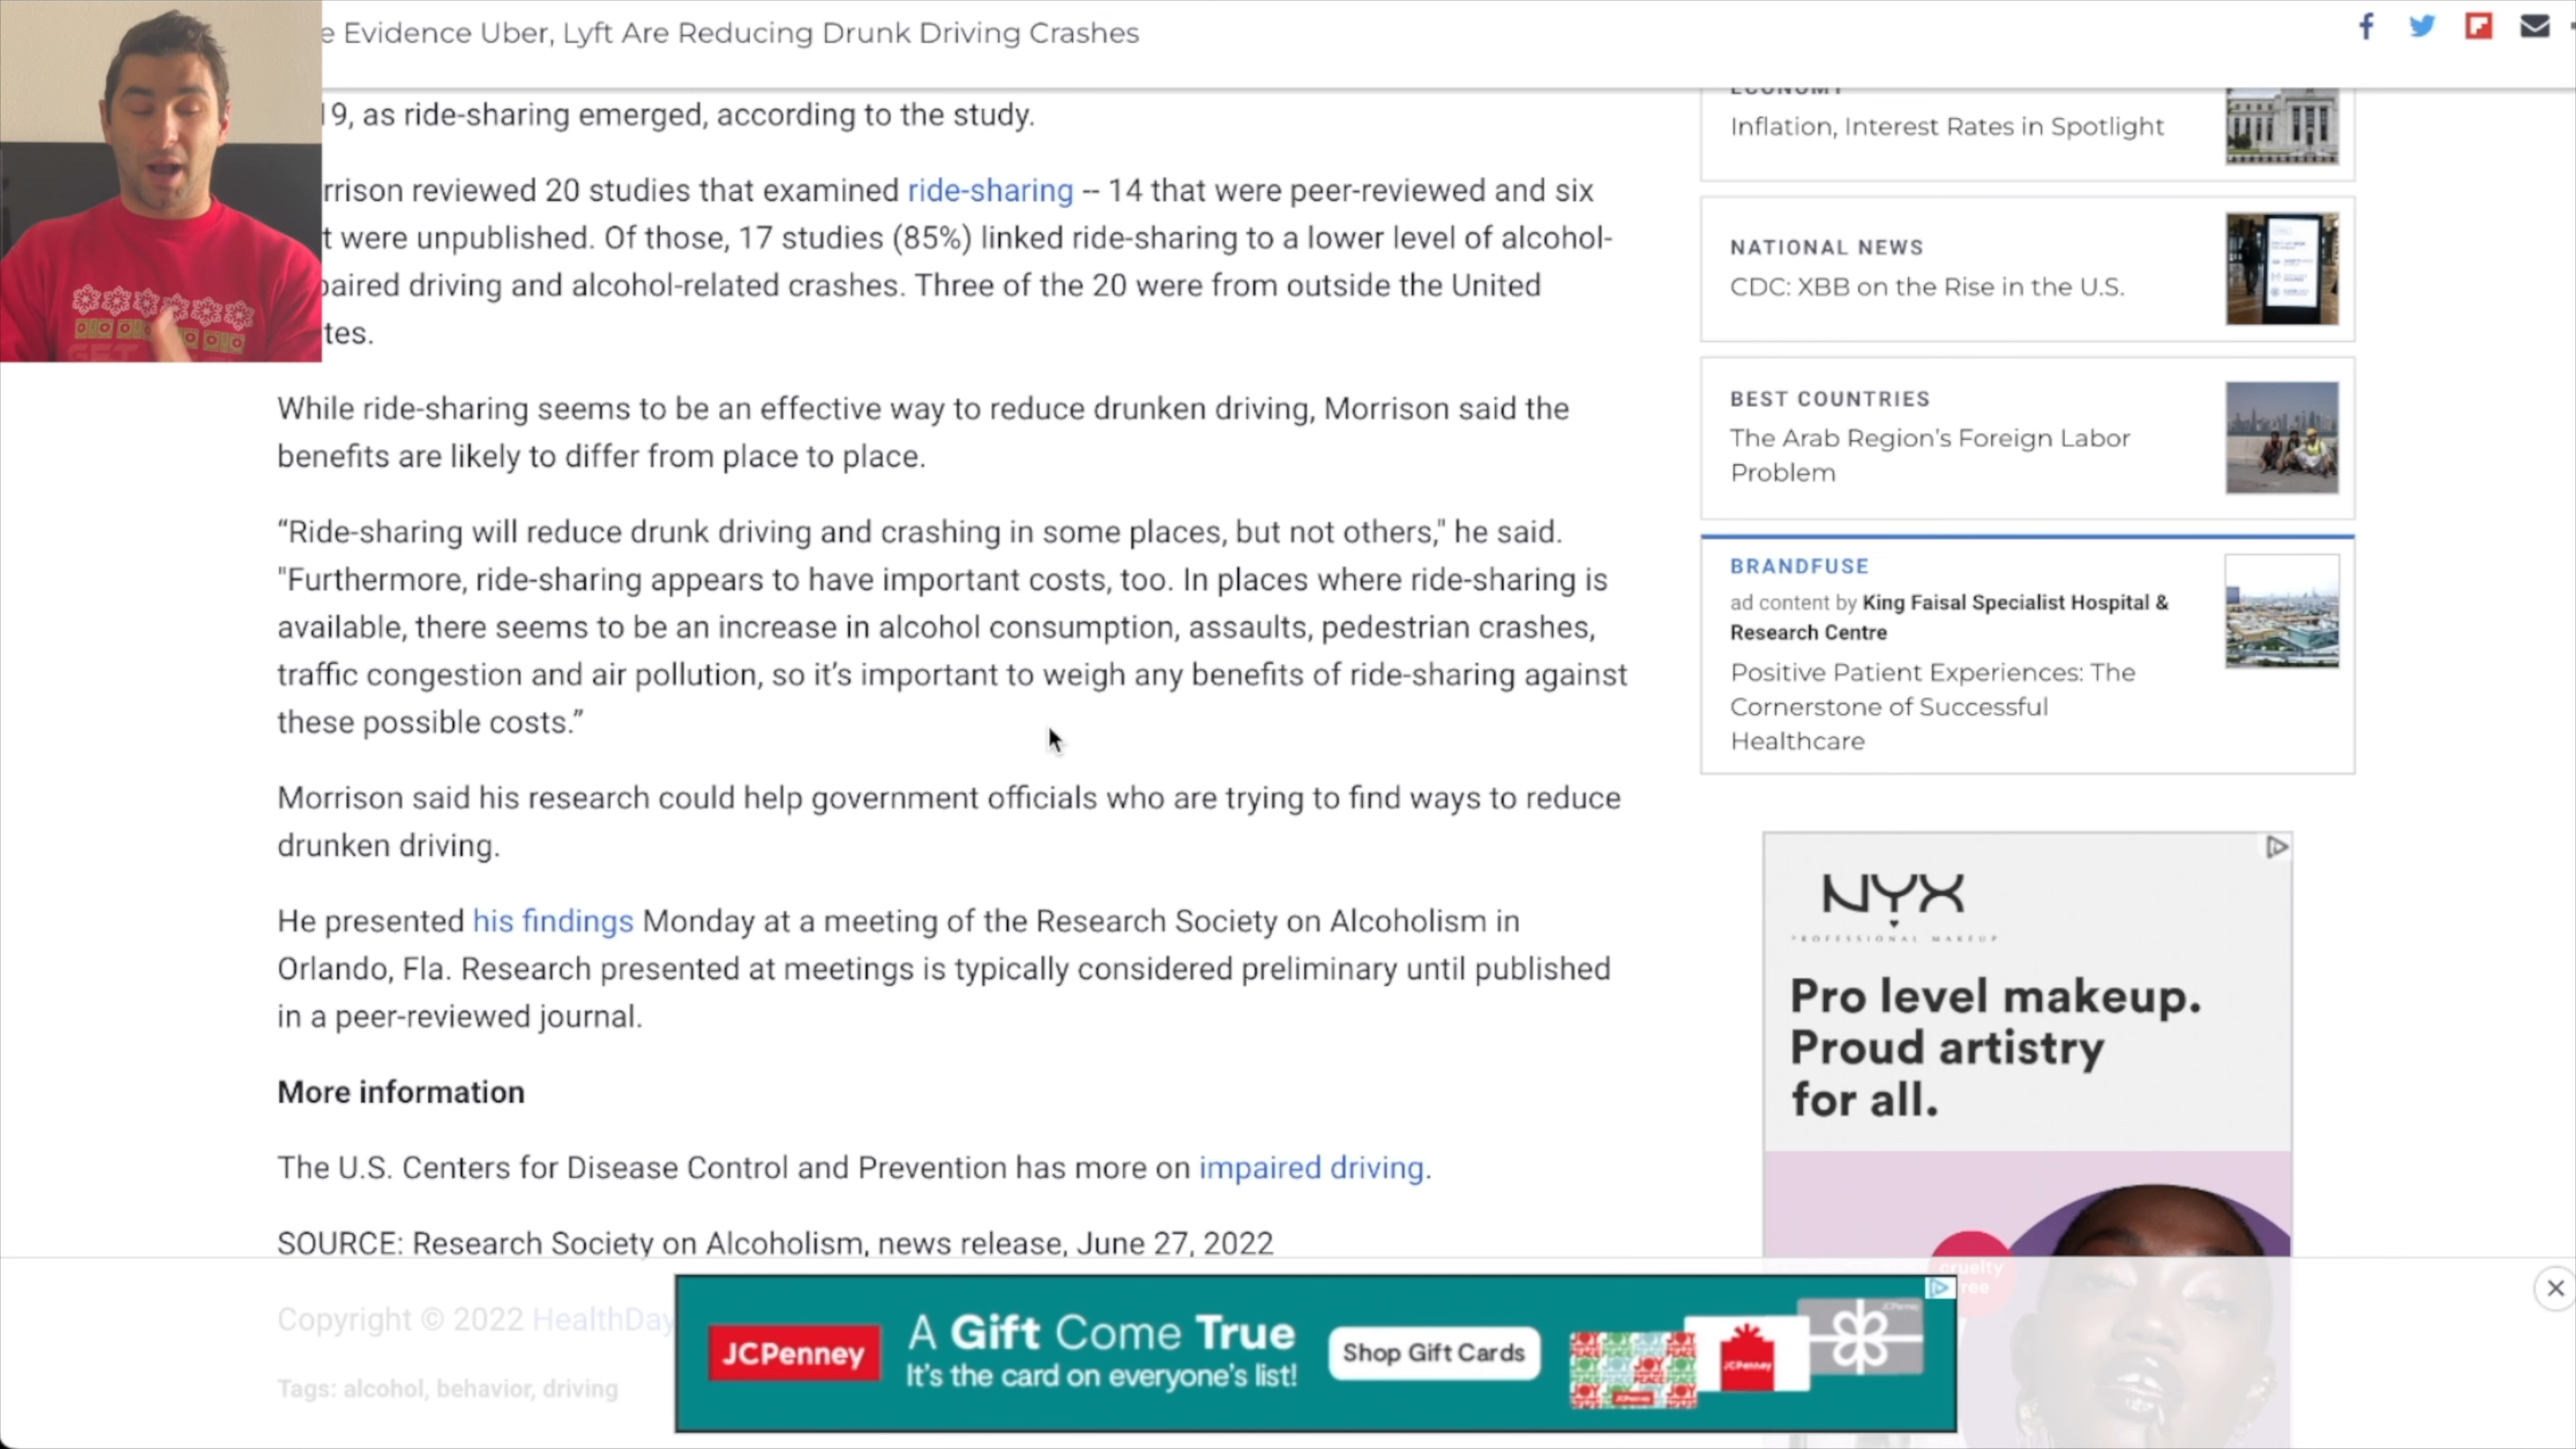 e Evidence Uber, Lyft Are Reducing Drunk Driving Crashes
19, as ride-sharing emerged, according to the study.
rrison reviewed 20 studies that examined ride-sharing -- 14 that were peer-reviewed and six
t were unpublished. Of those, 17 studies (85%) linked ride-sharing to a lower level of alcohol-
paired driving and alcohol-related crashes. Three of the 20 were from outside the United
tes.
While ride-sharing seems to be an effective way to reduce drunken driving, Morrison said the
benefits are likely to differ from place to place.
“Ride-sharing will reduce drunk driving and crashing in some places, but not others," he said.
"Furthermore, ride-sharing appears to have important costs, too. In places where ride-sharing is
available, there seems to be an increase in alcohol consumption, assaults, pedestrian crashes,
traffic congestion and air pollution, so it’s important to weigh any benefits of ride-sharing against
these possible costs.”
Morrison said his research could help government officials who are trying to find ways to reduce
drunken driving.
He presented his findings Monday at a meeting of the Research Society on Alcoholism in
Orlando, Fla. Research presented at meetings is typically considered preliminary until published
in a peer-reviewed journal.
More information
The U.S. Centers for Disease Control and Prevention has more on impaired driving.
SOURCE: Research Society on Alcoholism, news release, June 27, 2022
Copyright © 2022 HealthDay
Tags: alcohol, behavior, driving
ECONOMY
Inflation, Interest Rates in Spotlight
NATIONAL NEWS
CDC: XBB on the Rise in the U.S.
BEST COUNTRIES
The Arab Region’s Foreign Labor
Problem
BRANDFUSE
ad content by King Faisal Specialist Hospital &
Research Centre
Positive Patient Experiences: The
Cornerstone of Successful
Healthcare
NYX
PROFESSIONAL MAKEUP
Pro level makeup.
Proud artistry
for all.
cruelty
free
JCPenney
A Gift Come True
It’s the card on everyone’s list!
Shop Gift Cards
JCPenney
GET